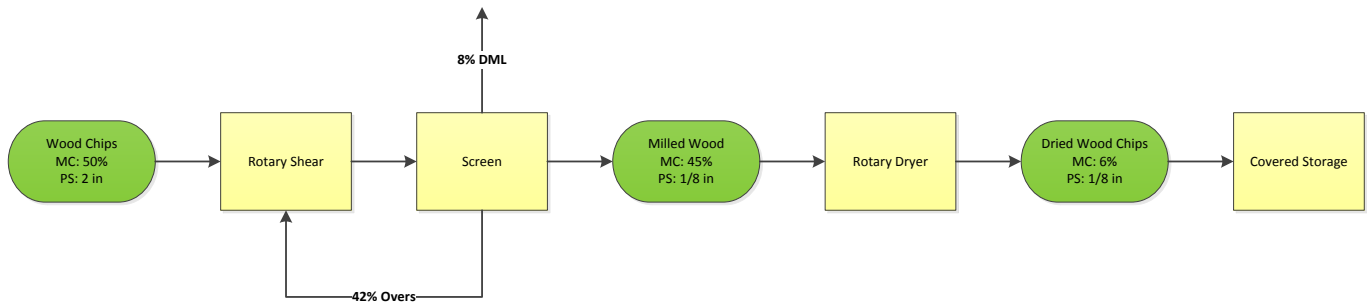 8% DML
Wood Chips
MC: 50%
PS: 2 in
Rotary Shear
Screen
Milled Wood
MC: 45%
PS: 1/8 in
Rotary Dryer
Dried Wood Chips
MC: 6%
PS: 1/8 in
Covered Storage
42% Overs